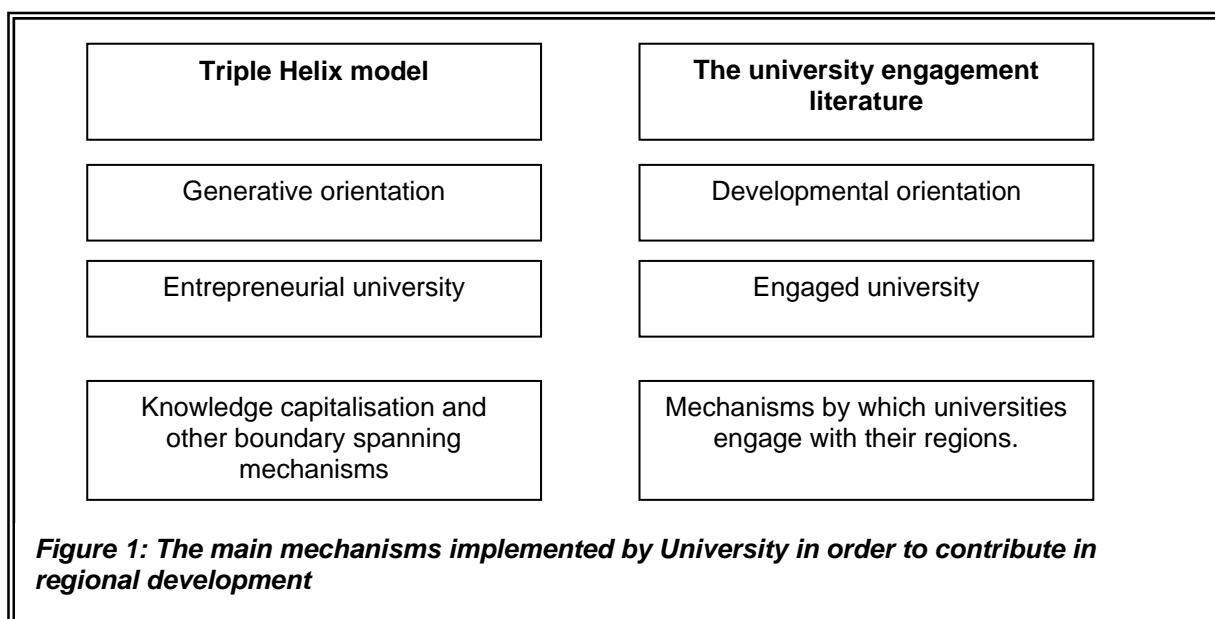 Triple Helix model
The university engagement
literature
Generative orientation
Developmental orientation
Entrepreneurial university
Engaged university
Knowledge capitalisation and
other boundary spanning
mechanisms
Mechanisms by which universities
engage with their regions.
Figure 1: The main mechanisms implemented by University in order to contribute in
regional development